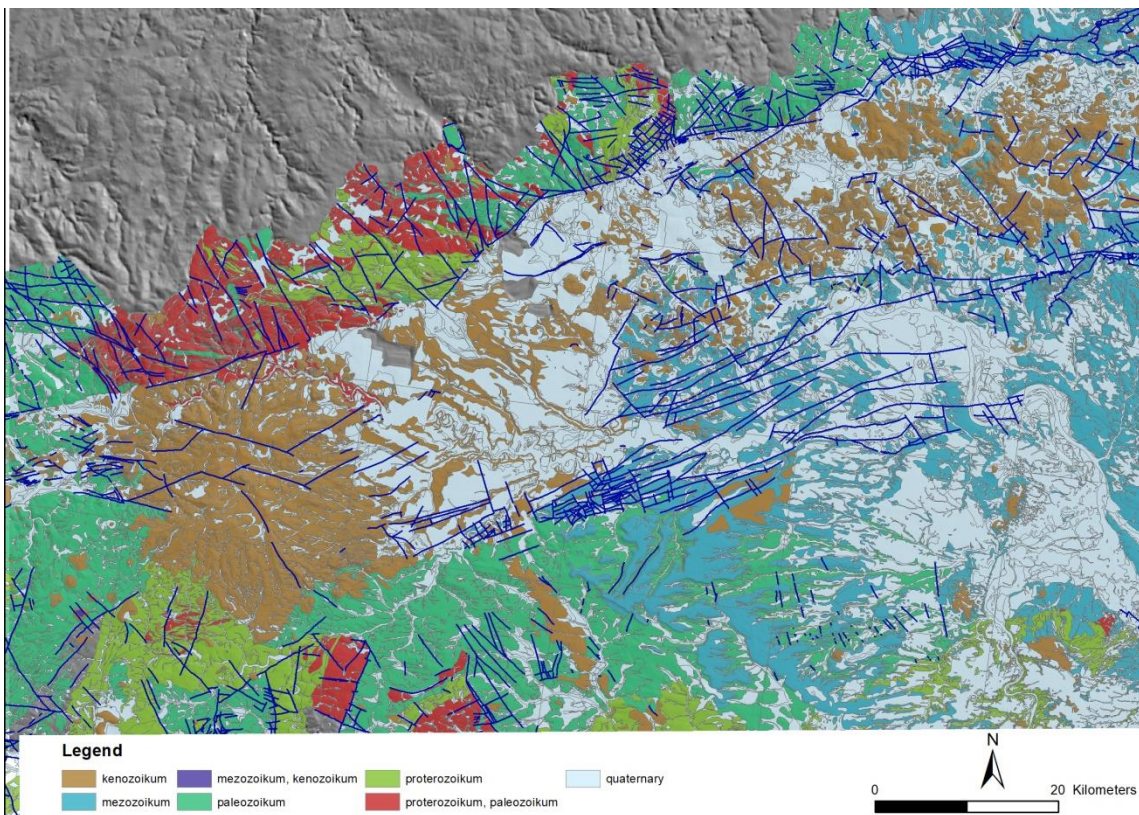 Legend
kenozoikum
mezozoikum, kenozoikum
proterozoikum
quaternary
mezozoikum
paleozoikum
proterozoikum, paleozoikum
N
0 20 Kilometers